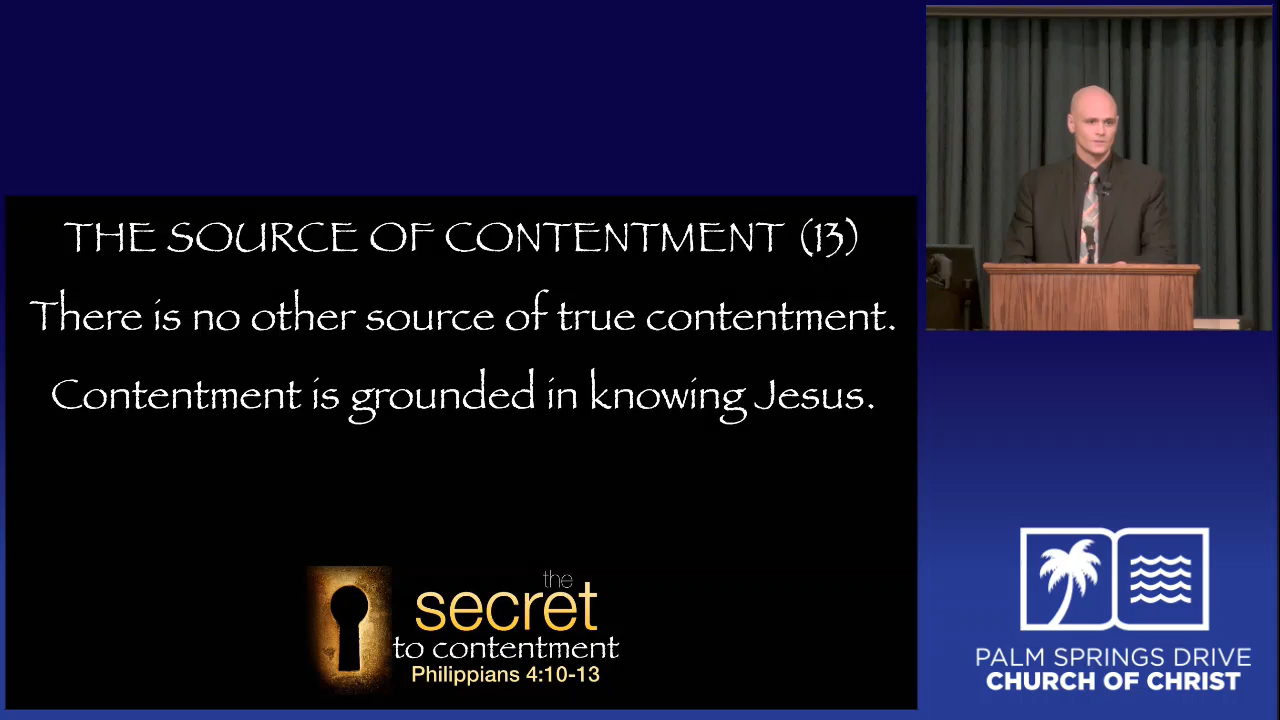 THE SOURCE OF CONTENTMENT (13)
There is no other source of true contentment.
Contentment is grounded in knowing Jesus.
the
secret
to contentment
Philippians 4:10-13
PALM SPRINGS DRIVE
CHURCH OF CHRIST